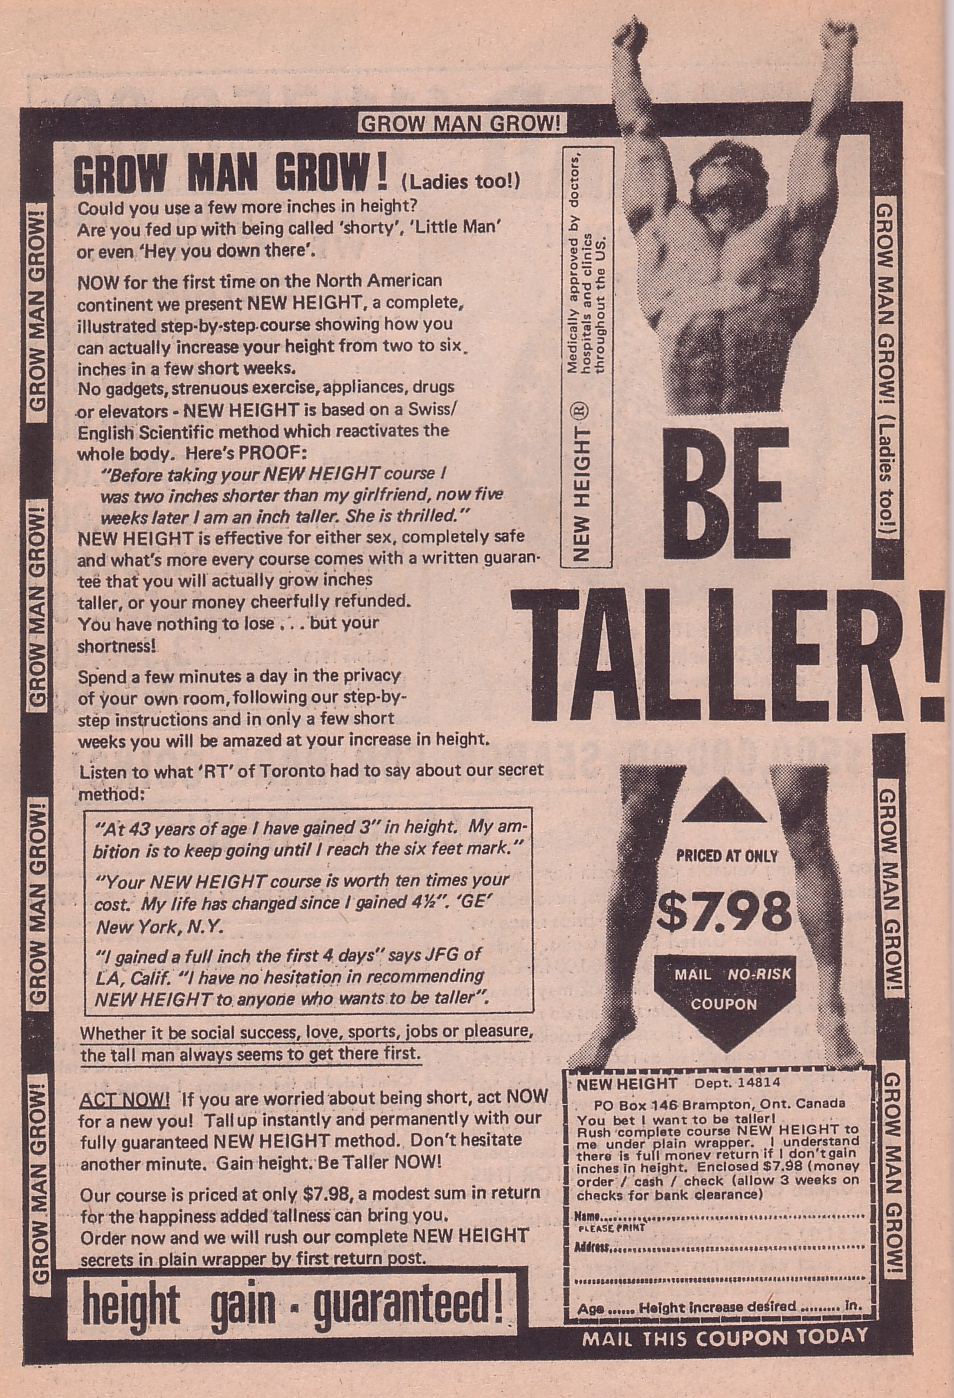 GROW MAN GROW!
GROW MAN GROW! (Ladies too!)
Could you use a few more inches in height?
Are you fed up with being called 'shorty', 'Little Man'
or even 'Hey you down there'.
NOW for the first time on the North American
continent we present NEW HEIGHT, a complete,
illustrated step-by-step course showing how you
can actually increase your height from two to six
inches in a few short weeks.
No gadgets, strenuous exercise, appliances, drugs
or elevators - NEW HEIGHT is based on a Swiss/
English Scientific method which reactivates the
whole body. Here's PROOF:
"Before taking your NEW HEIGHT course I
was two inches shorter than my girlfriend, now five
weeks later I am an inch taller. She is thrilled."
NEW HEIGHT is effective for either sex, completely safe
and what's more every course comes with a written guaran-
tee that you will actually grow inches
taller, or your money cheerfully refunded.
You have nothing to lose . . . but your
shortness!
Spend a few minutes a day in the privacy
of your own room, following our step-by-
step instructions and in only a few short
weeks you will be amazed at your increase in height.
Listen to what 'RT' of Toronto had to say about our secret
method:
"At 43 years of age I have gained 3" in height. My am-
bition is to keep going until I reach the six feet mark."
"Your NEW HEIGHT course is worth ten times your
cost. My life has changed since I gained 4½". 'GE'
New York, N.Y.
"I gained a full inch the first 4 days" says JFG of
LA, Calif. "I have no hesitation in recommending
NEW HEIGHT to anyone who wants to be taller".
Whether it be social success, love, sports, jobs or pleasure,
the tall man always seems to get there first.
ACT NOW! If you are worried about being short, act NOW
for a new you! Tall up instantly and permanently with our
fully guaranteed NEW HEIGHT method. Don't hesitate
another minute. Gain height. Be Taller NOW!
Our course is priced at only $7.98, a modest sum in return
for the happiness added tallness can bring you.
Order now and we will rush our complete NEW HEIGHT
secrets in plain wrapper by first return post.
height gain - guaranteed!
NEW HEIGHT ® Medically approved by doctors,
hospitals and clinics
throughout the US.
BE
TALLER!
PRICED AT ONLY
$7.98
MAIL NO-RISK
COUPON
NEW HEIGHT Dept. 14814
PO Box 146 Brampton, Ont. Canada
You bet I want to be taller!
Rush complete course NEW HEIGHT to
me under plain wrapper. I understand
there is full money return if I don't gain
inches in height. Enclosed $7.98 (money
order / cash / check (allow 3 weeks on
checks for bank clearance)
Name
PLEASE PRINT
Address
Age ...... Height increase desired ......... in.
MAIL THIS COUPON TODAY
GROW MAN GROW!
GROW MAN GROW!
GROW MAN GROW!
GROW MAN GROW!
GROW MAN GROW! (Ladies too!)
GROW MAN GROW!
GROW MAN GROW!